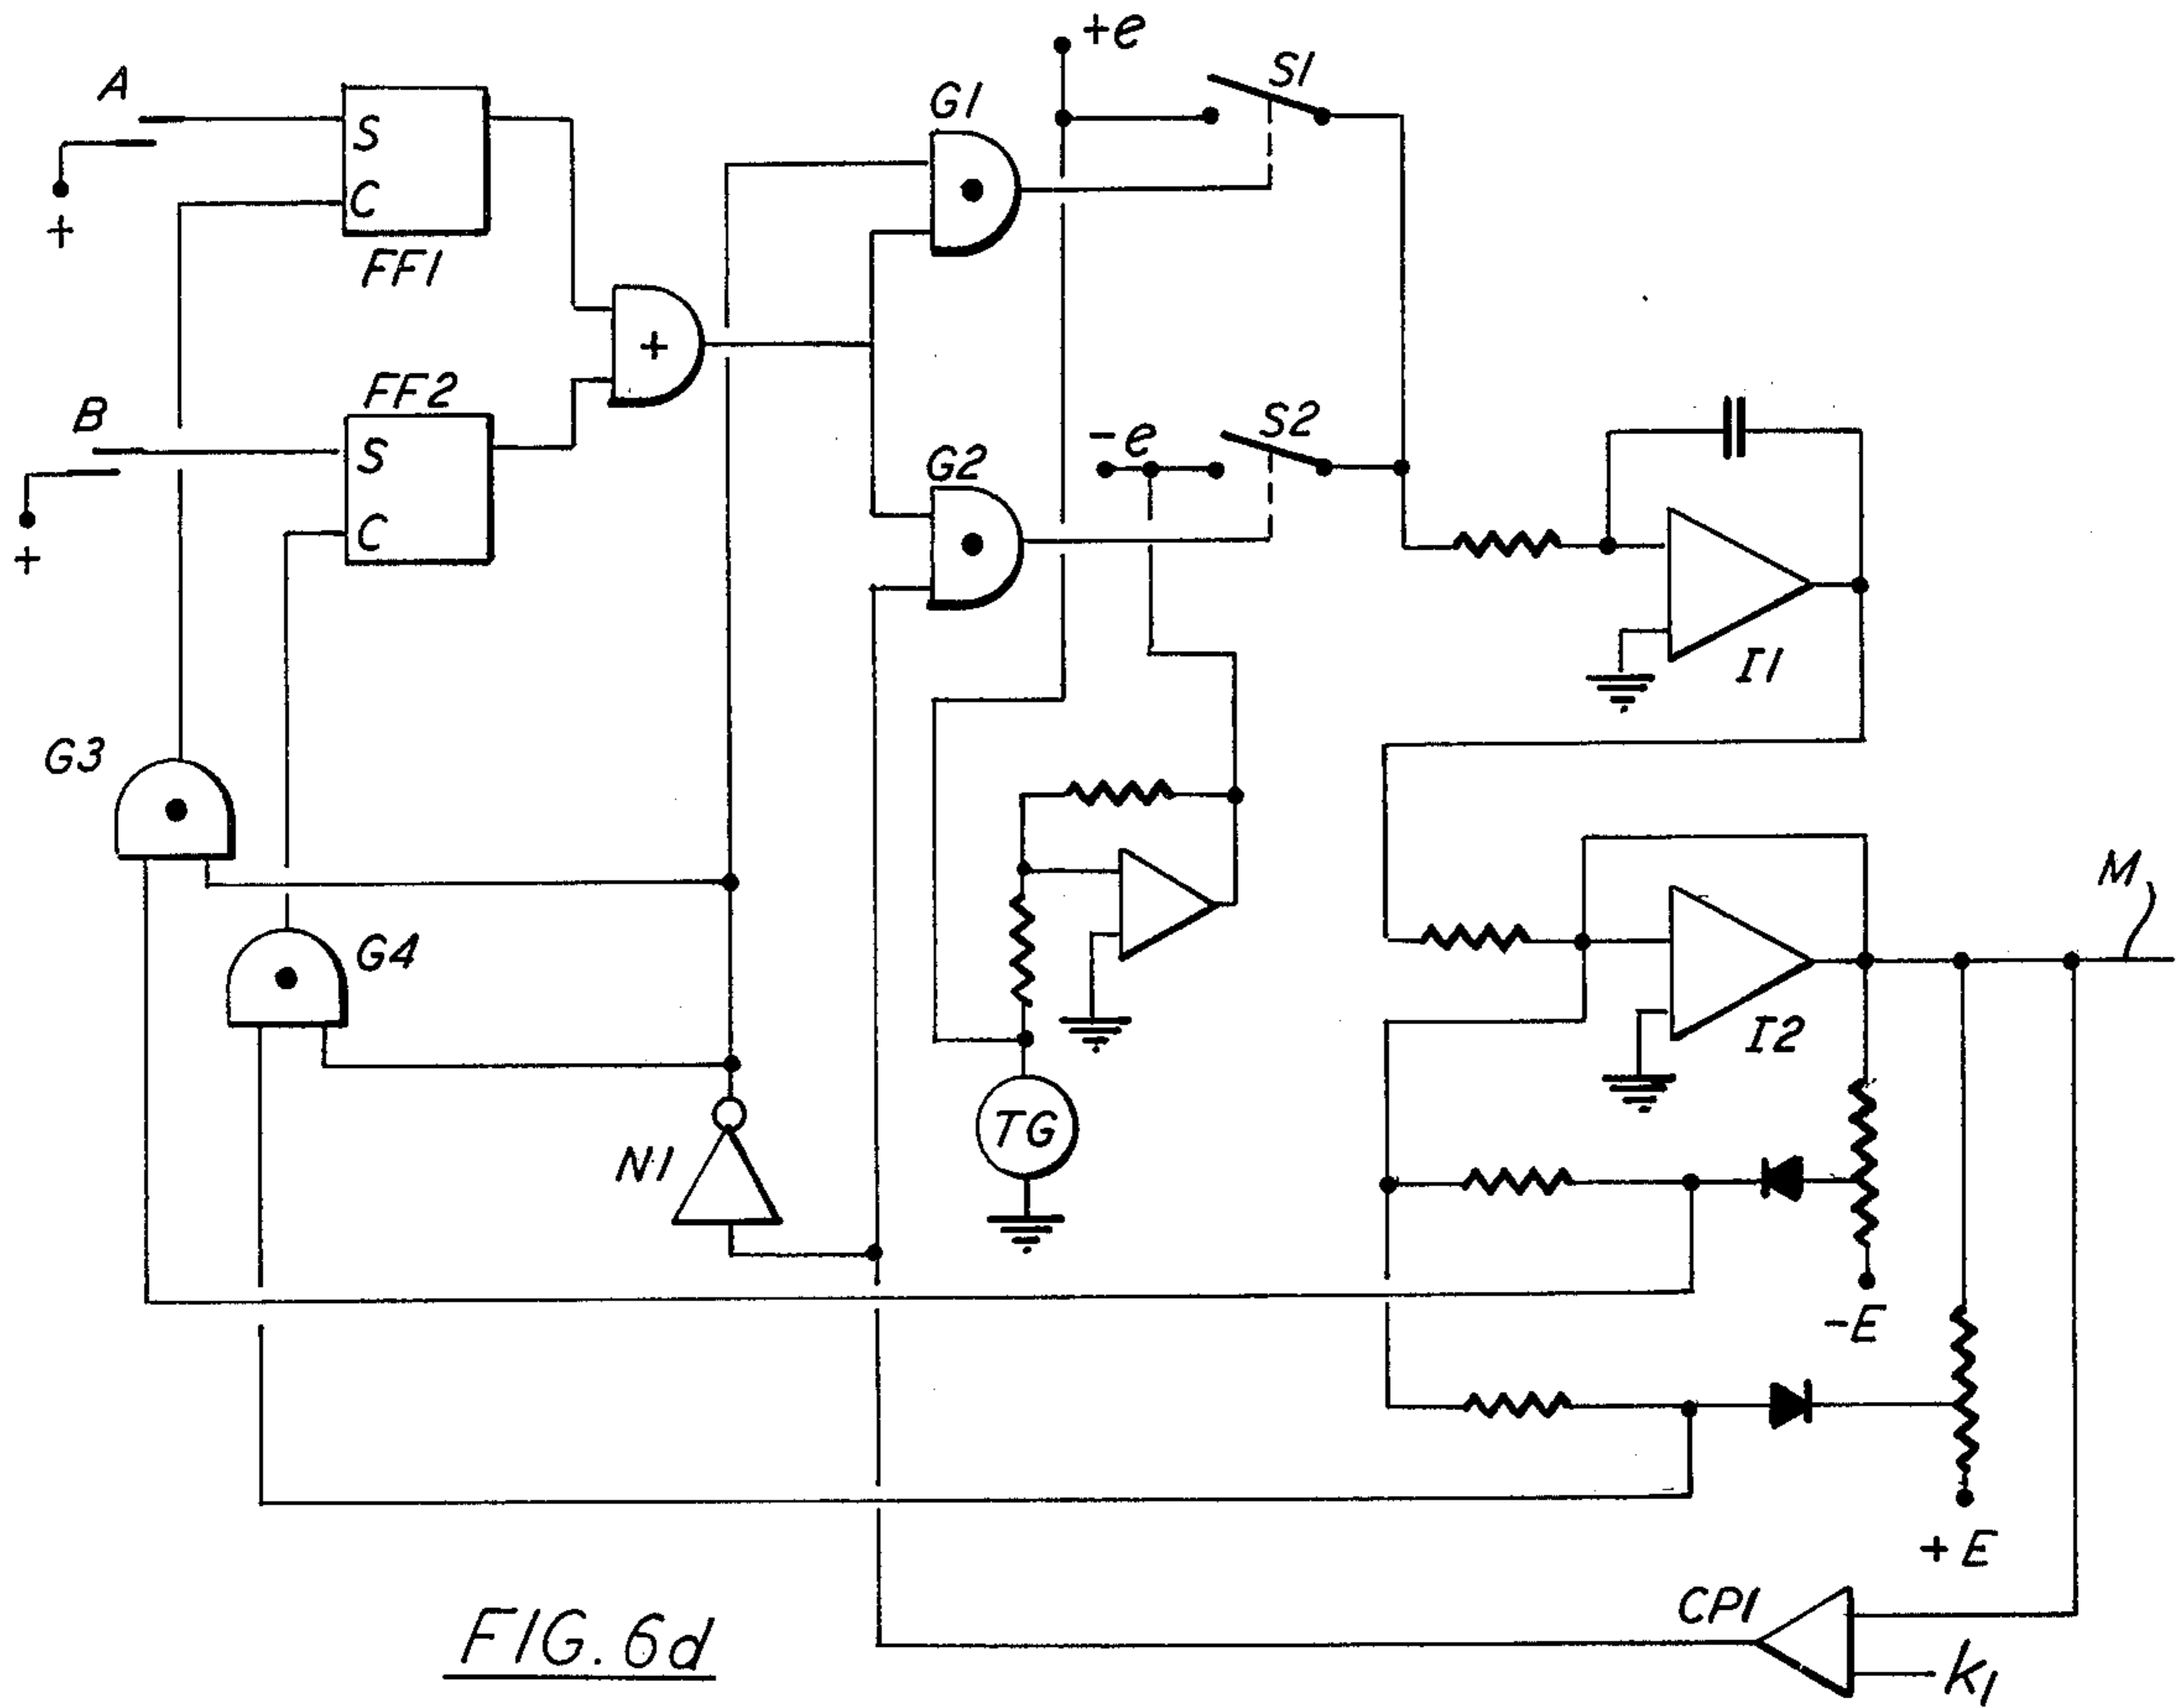 +e
A
S1
G1
S
C
+
FF1
+
FF2
B
-e
S2
G2
S
C
+
I1
G3
M
G4
I2
TG
N1
-E
+E
CP1
k1
FIG. 6d